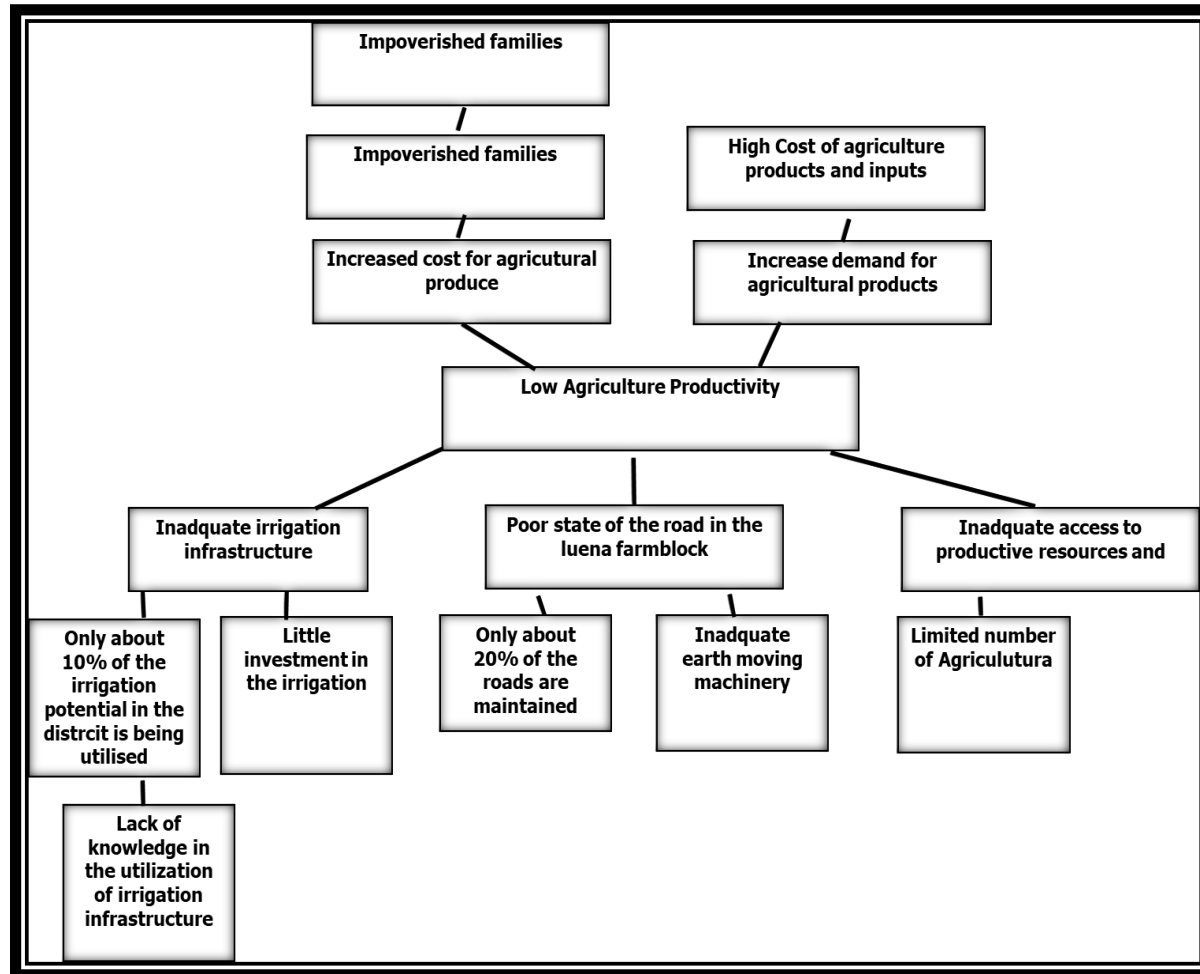 Impoverished families
Impoverished families
High Cost of agriculture
products and inputs
Increased cost for agricutural
produce
Increase demand for
agricultural products
Low Agriculture Productivity
Inadquate irrigation
infrastructure
Poor state of the road in the
luena farmblock
Inadquate access to
productive resources and
Only about
10% of the
irrigation
potential in the
distrcit is being
utilised
Little
investment in
the irrigation
Only about
20% of the
roads are
maintained
Inadquate
earth moving
machinery
Limited number
of Agriculutura
Lack of
knowledge in
the utilization
of irrigation
infrastructure